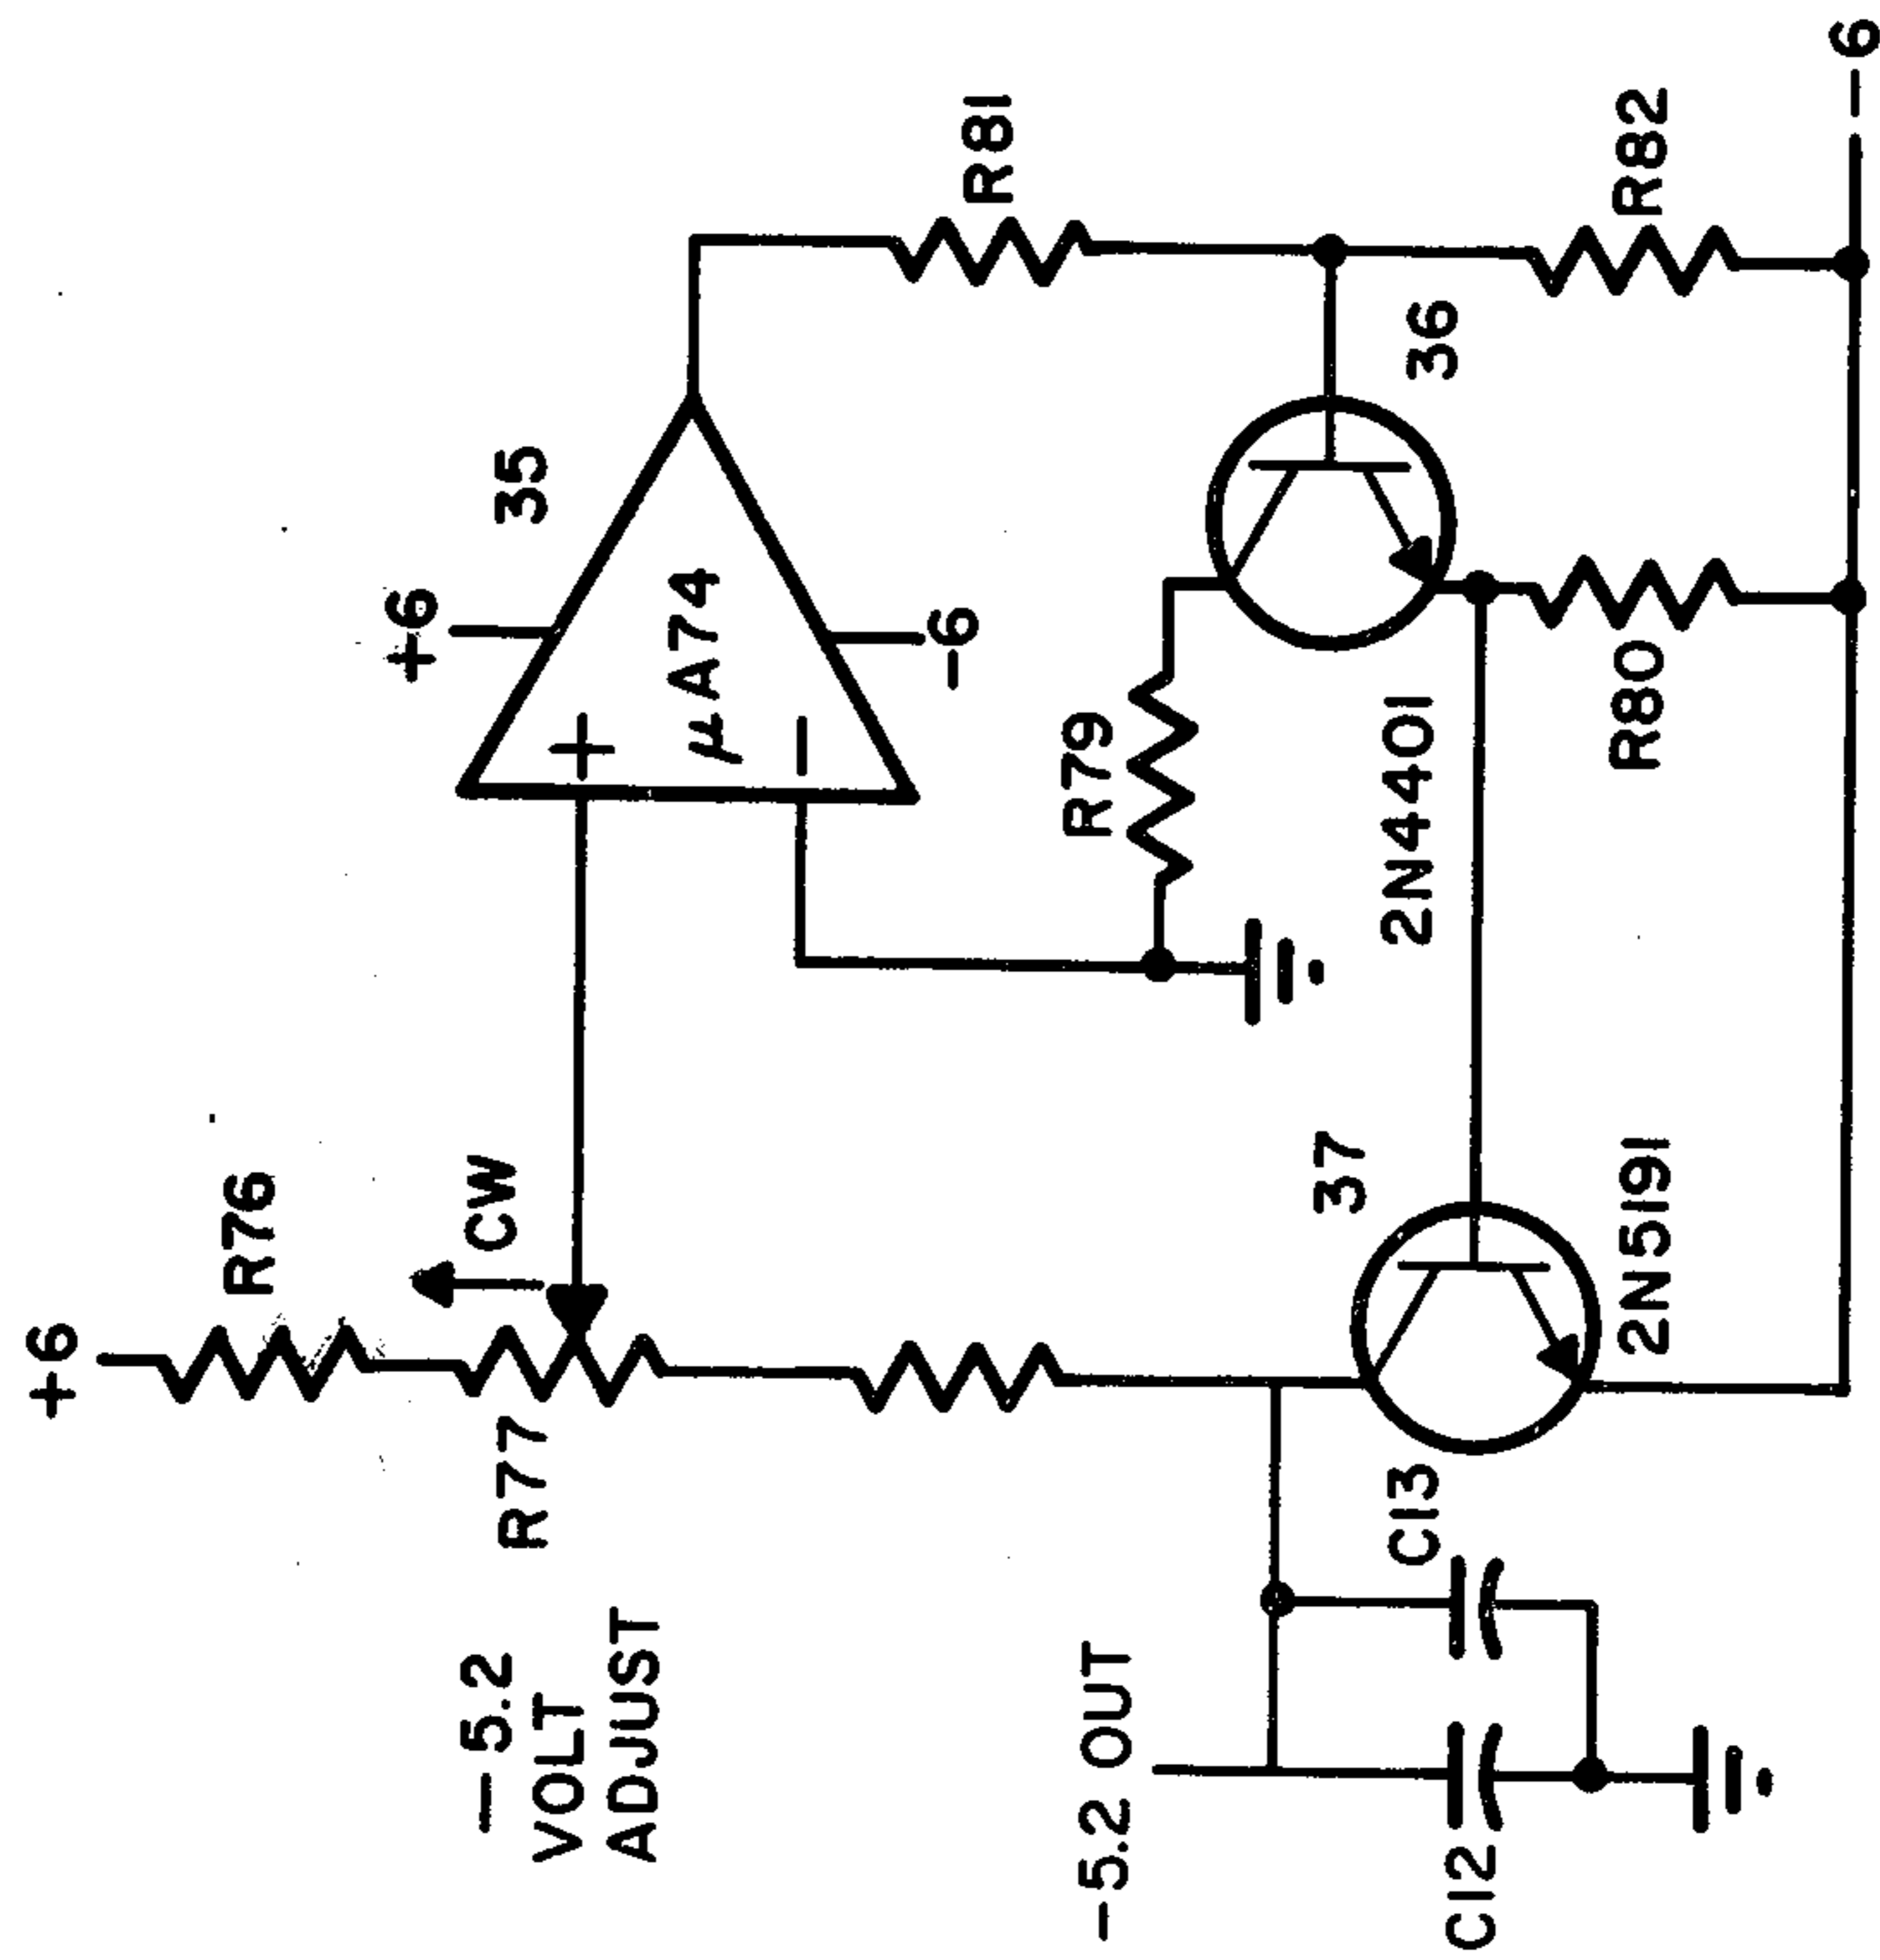 +6
R76
CW
R77
-5.2
VOLT
ADJUST
+6
35
+
−
μA74
-6
R81
R79
36
2N4401
R82
R80
-6
37
2N5191
-5.2 OUT
C13
C12